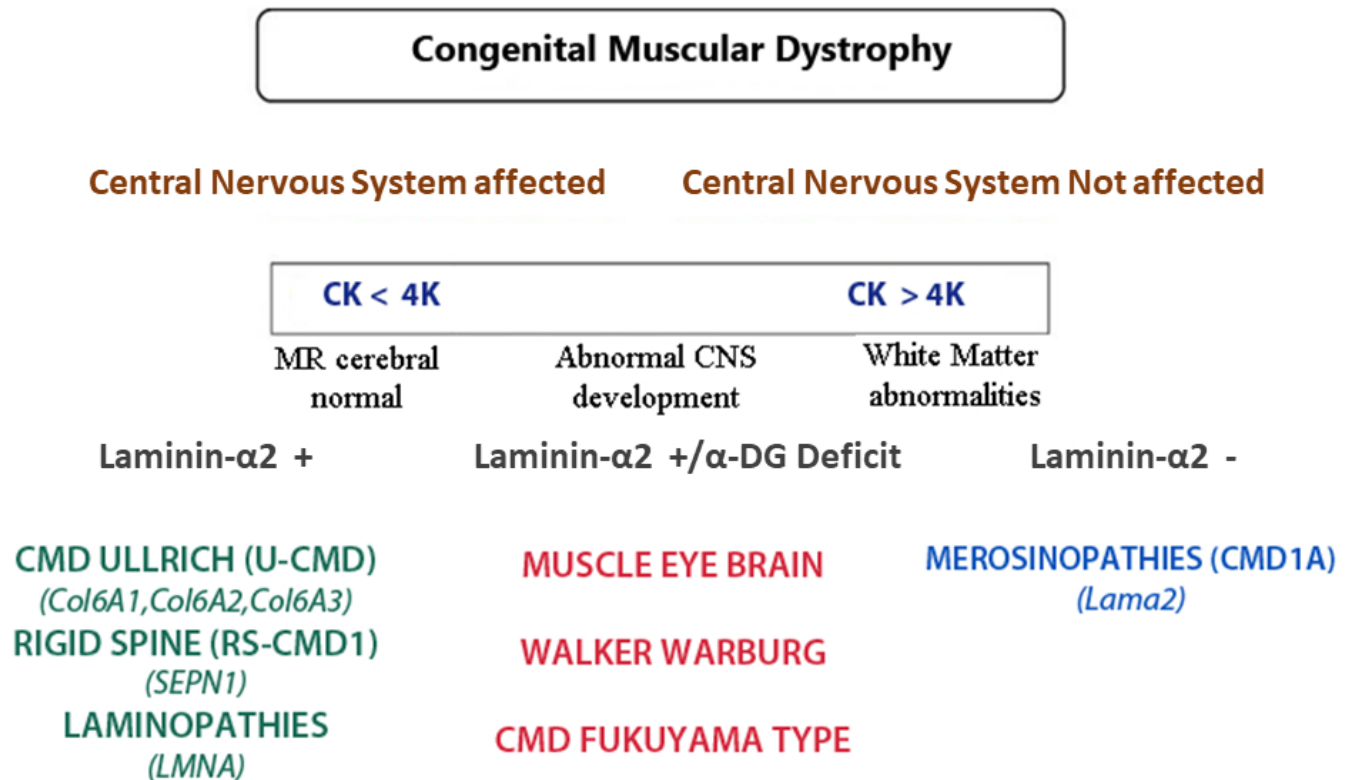 Congenital Muscular Dystrophy
Central Nervous System affected
Central Nervous System Not affected
CK < 4K
CK > 4K
MR cerebral
normal
Abnormal CNS
development
White Matter
abnormalities
Laminin-α2 +
Laminin-α2 +/α-DG Deficit
Laminin-α2 -
CMD ULLRICH (U-CMD)
(Col6A1,Col6A2,Col6A3)
RIGID SPINE (RS-CMD1)
(SEPN1)
LAMINOPATHIES
(LMNA)
MUSCLE EYE BRAIN
WALKER WARBURG
CMD FUKUYAMA TYPE
MEROSINOPATHIES (CMD1A)
(Lama2)